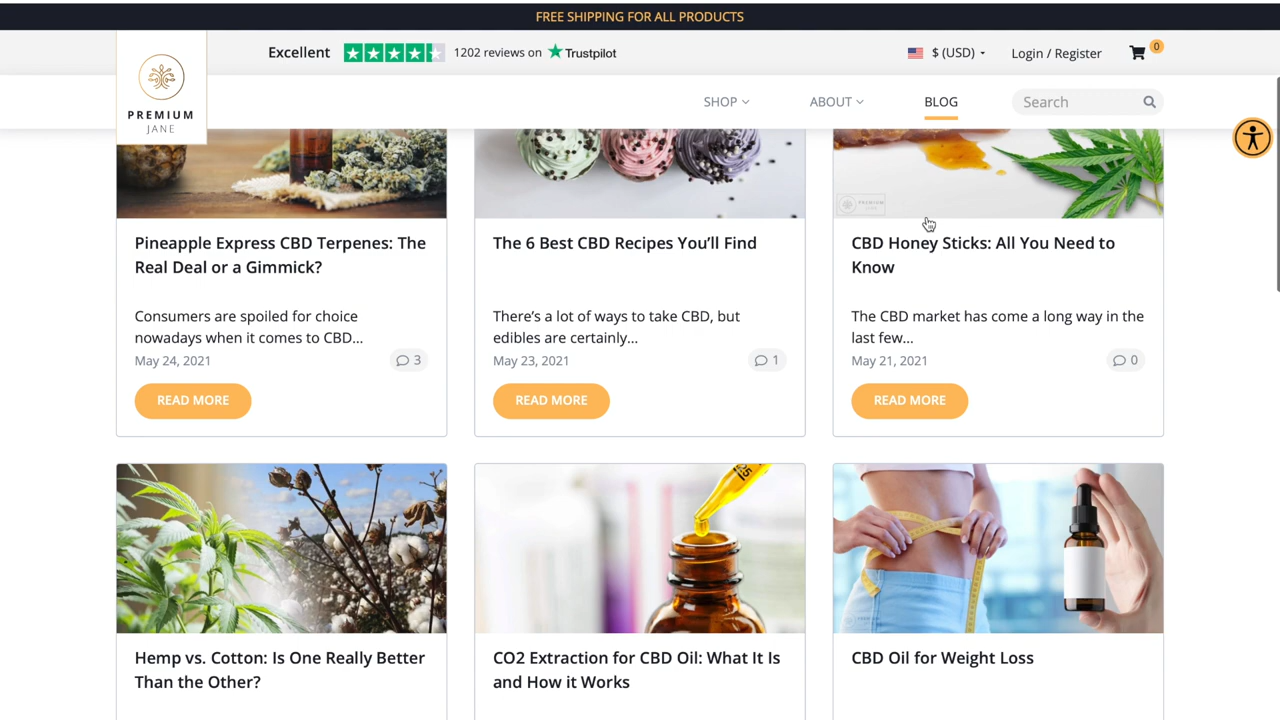 FREE SHIPPING FOR ALL PRODUCTS
Excellent 1202 reviews on Trustpilot
$ (USD) Login / Register 0
PREMIUM
JANE
SHOP ABOUT BLOG Search
PREMIUM
Pineapple Express CBD Terpenes: The
Real Deal or a Gimmick?
Consumers are spoiled for choice
nowadays when it comes to CBD...
May 24, 2021 3
READ MORE
The 6 Best CBD Recipes You’ll Find
There’s a lot of ways to take CBD, but
edibles are certainly...
May 23, 2021 1
READ MORE
CBD Honey Sticks: All You Need to
Know
The CBD market has come a long way in the
last few...
May 21, 2021 0
READ MORE
Hemp vs. Cotton: Is One Really Better
Than the Other?
CO2 Extraction for CBD Oil: What It Is
and How it Works
CBD Oil for Weight Loss